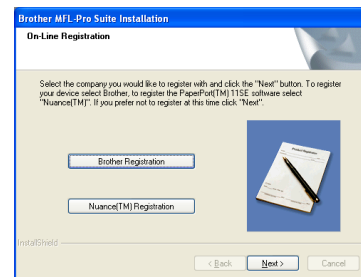 Brother MFL-Pro Suite Installation
On-Line Registration
Select the company you would like to register with and click the "Next" button. To register
your device select Brother, to register the PaperPort(TM) 11SE software select
"Nuance(TM)". If you prefer not to register at this time click "Next".
Product Registration
Brother Registration
Nuance(TM) Registration
InstallShield
< Back
Next >
Cancel